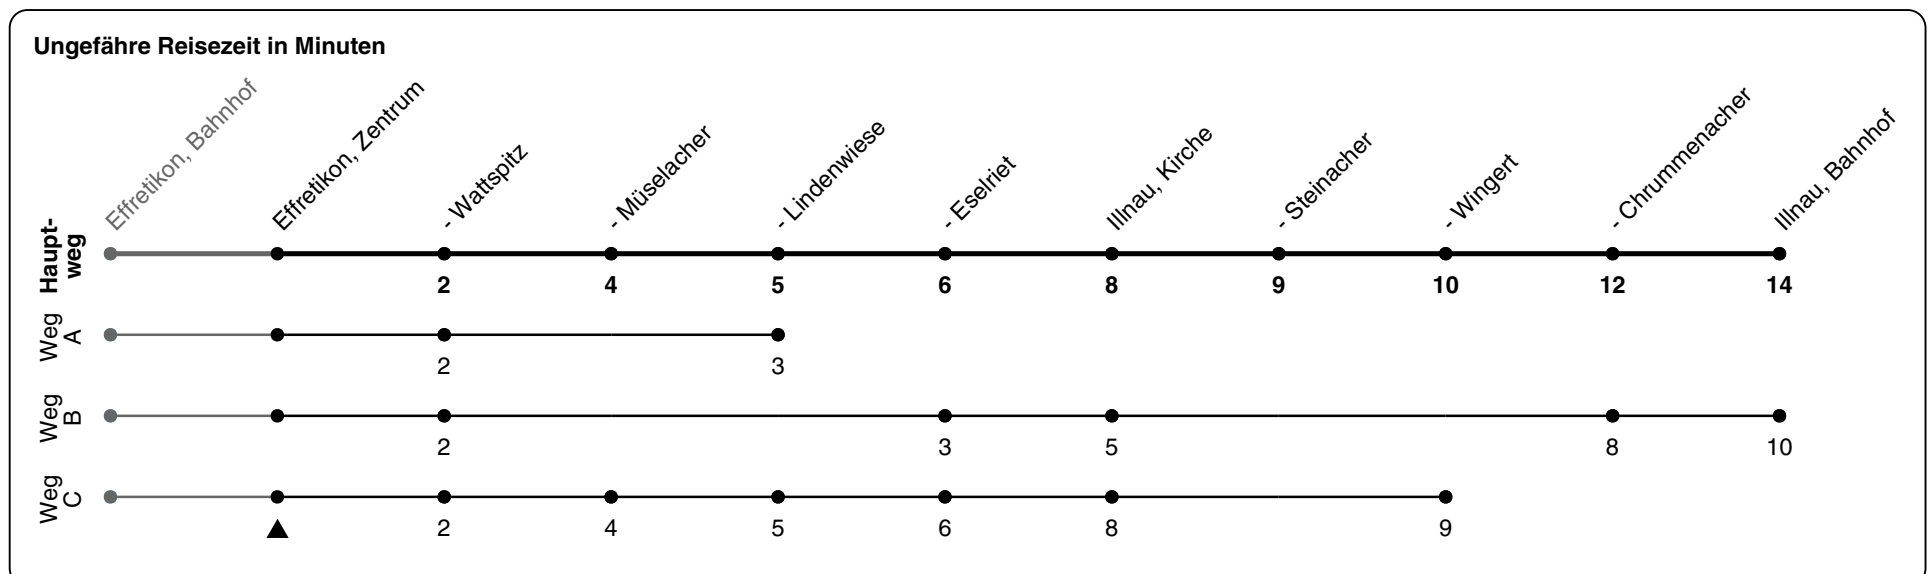 Ungefähre Reisezeit in Minuten
Effretikon, Bahnhof
Effretikon, Zentrum
- Wattspitz
- Müselacher
- Lindenwiese
- Eselriet
Illnau, Kirche
- Steinacher
- Wingert
- Chrummenacher
Illnau, Bahnhof
Haupt-
weg
2 4 5 6 8 9 10 12 14
Weg
A
2 3
Weg
B
2 3 5 8 10
Weg
C
2 4 5 6 8 9